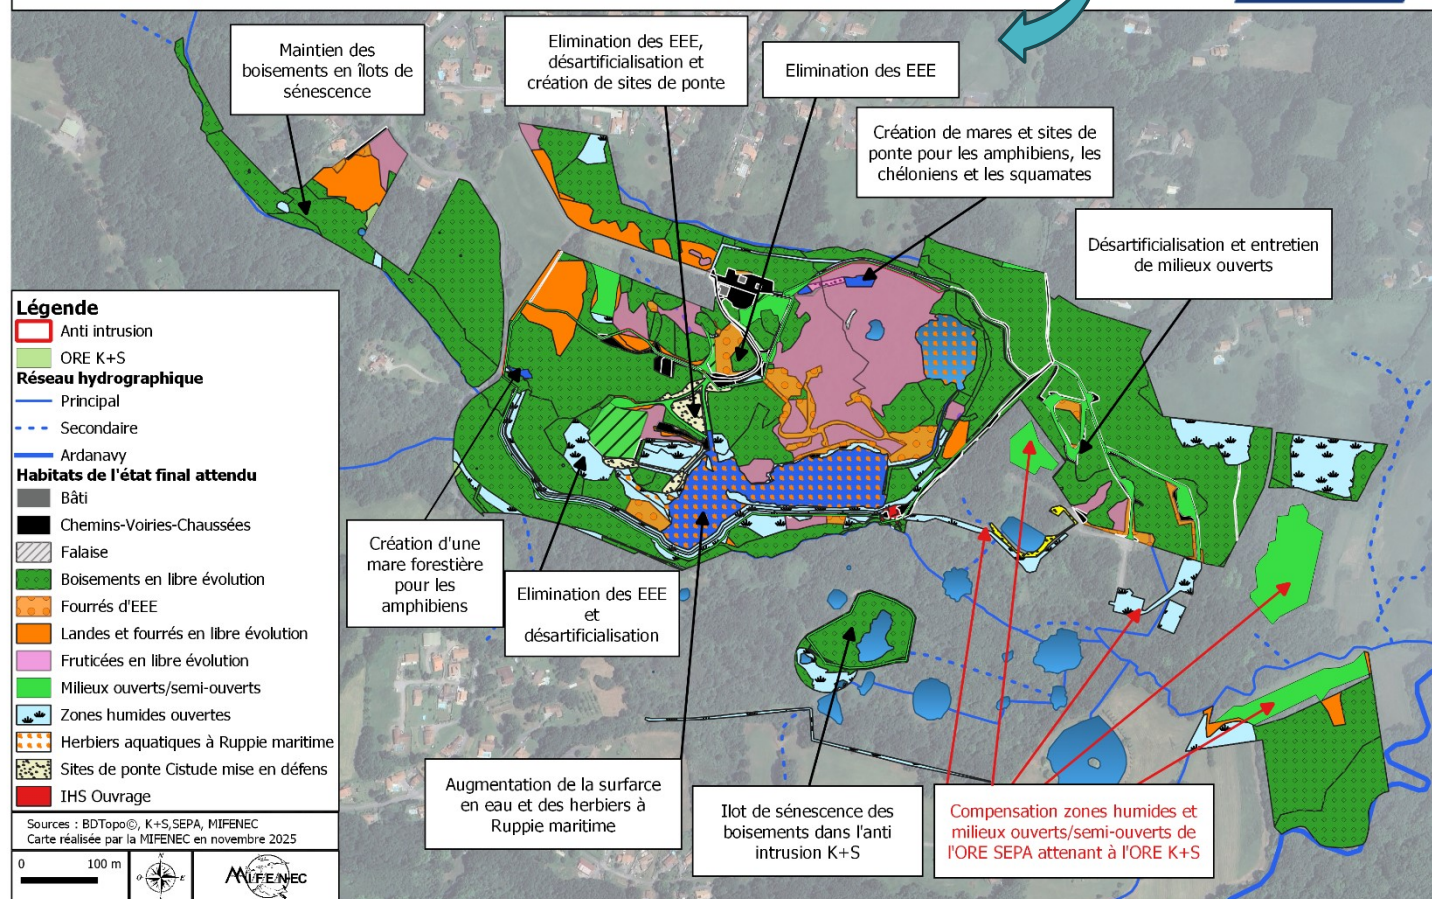 Maintien des
boisements en îlots de
sénescence
Elimination des EEE,
désartificialisation et
création de sites de ponte
Elimination des EEE
Création de mares et sites de
ponte pour les amphibiens, les
chéloniens et les squamates
Désartificialisation et entretien
de milieux ouverts
Légende
Anti intrusion
ORE K+S
Réseau hydrographique
Principal
Secondaire
Ardanavy
Habitats de l'état final attendu
Bâti
Chemins-Voiries-Chaussées
Falaise
Boisements en libre évolution
Fourrés d'EEE
Landes et fourrés en libre évolution
Fruticées en libre évolution
Milieux ouverts/semi-ouverts
Zones humides ouvertes
Herbiers aquatiques à Ruppie maritime
Sites de ponte Cistude mise en défens
IHS Ouvrage
Sources : BDTopo©, K+S,SEPA, MIFENEC
Carte réalisée par la MIFENEC en novembre 2025
0 100 m
N
O E
S
MIFENEC
Création d'une
mare forestière
pour les
amphibiens
Elimination des EEE
et
désartificialisation
Augmentation de la surfarce
en eau et des herbiers à
Ruppie maritime
Ilot de sénescence des
boisements dans l'anti
intrusion K+S
Compensation zones humides et
milieux ouverts/semi-ouverts de
l'ORE SEPA attenant à l'ORE K+S